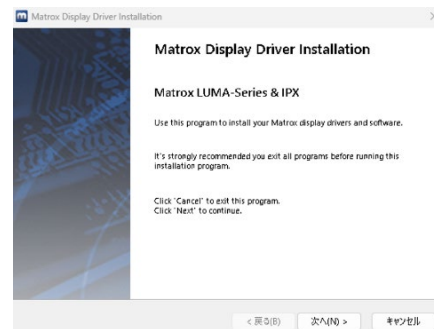 Matrox Display Driver Installation
Matrox Display Driver Installation
Matrox LUMA-Series & IPX
Use this program to install your Matrox display drivers and software.
It's strongly recommended you exit all programs before running this
installation program.
Click 'Cancel' to exit this program.
Click 'Next' to continue.
< 戻る(B) 次へ(N) > キャンセル